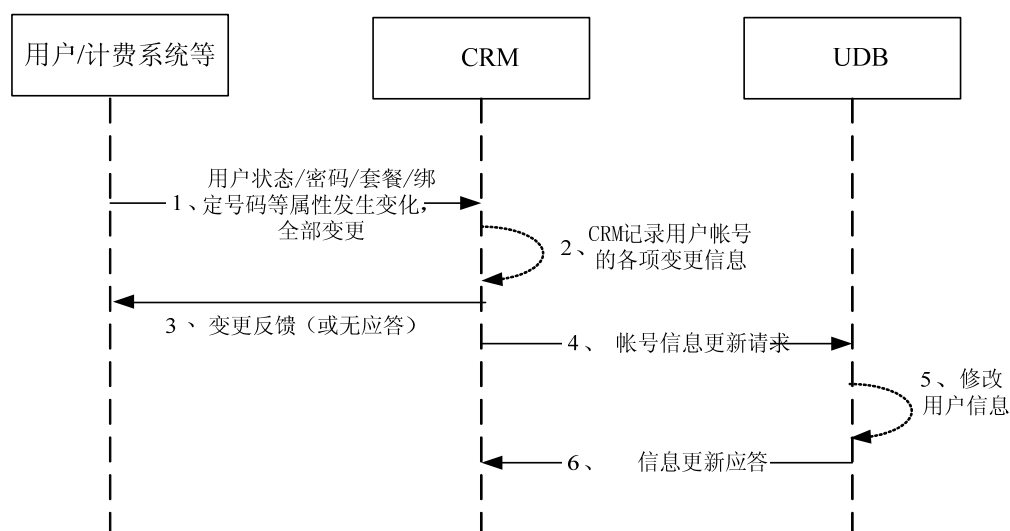 用户/计费系统等
CRM
UDB
用户状态/密码/套餐/绑
1、定号码等属性发生变化，
全部变更
2、CRM记录用户帐号
的各项变更信息
3、变更反馈（或无应答）
4、 帐号信息更新请求
5、修改
用户信息
6、 信息更新应答